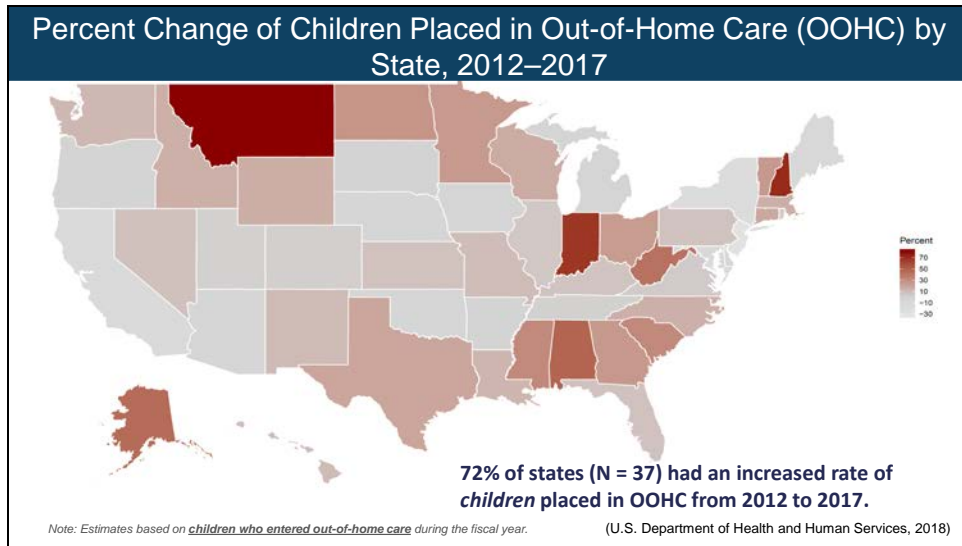 Percent Change of Children Placed in Out-of-Home Care (OOHC) by
State, 2012–2017
Percent
70
50
30
10
−10
−30
72% of states (N = 37) had an increased rate of
children placed in OOHC from 2012 to 2017.
Note: Estimates based on children who entered out-of-home care during the fiscal year.
(U.S. Department of Health and Human Services, 2018)